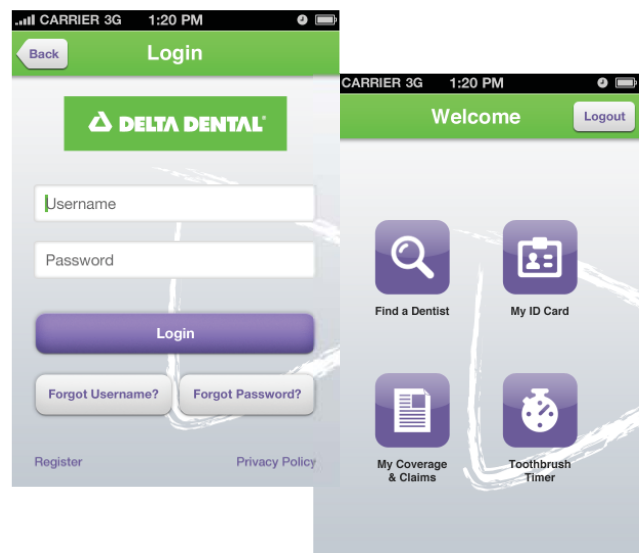 CARRIER 3G 1:20 PM
Back
Login
DELTA DENTAL®
Username
Password
Login
Forgot Username?
Forgot Password?
Register
Privacy Policy
CARRIER 3G 1:20 PM
Welcome
Logout
Find a Dentist
My ID Card
My Coverage
& Claims
Toothbrush
Timer